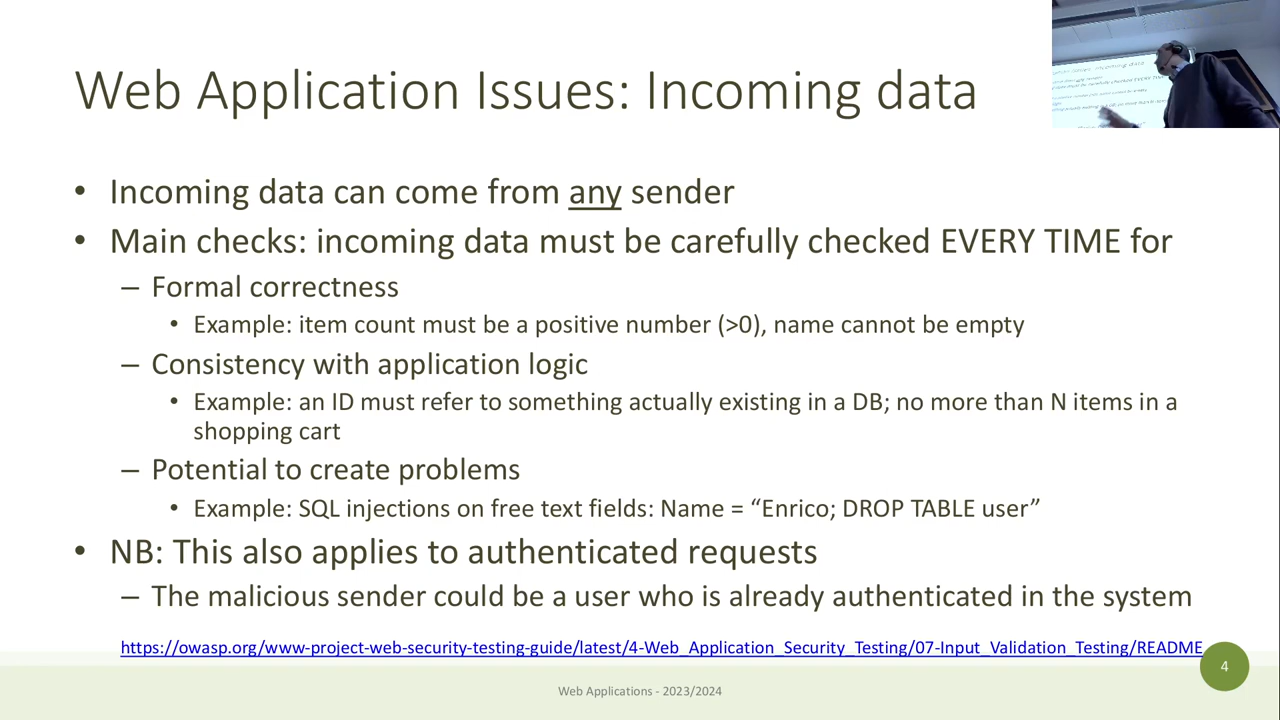 Web Application Issues: Incoming data
• Incoming data can come from any sender
• Main checks: incoming data must be carefully checked EVERY TIME for
– Formal correctness
• Example: item count must be a positive number (>0), name cannot be empty
– Consistency with application logic
• Example: an ID must refer to something actually existing in a DB; no more than N items in a
shopping cart
– Potential to create problems
• Example: SQL injections on free text fields: Name = “Enrico; DROP TABLE user”
• NB: This also applies to authenticated requests
– The malicious sender could be a user who is already authenticated in the system
https://owasp.org/www-project-web-security-testing-guide/latest/4-Web_Application_Security_Testing/07-Input_Validation_Testing/README
4
Web Applications - 2023/2024